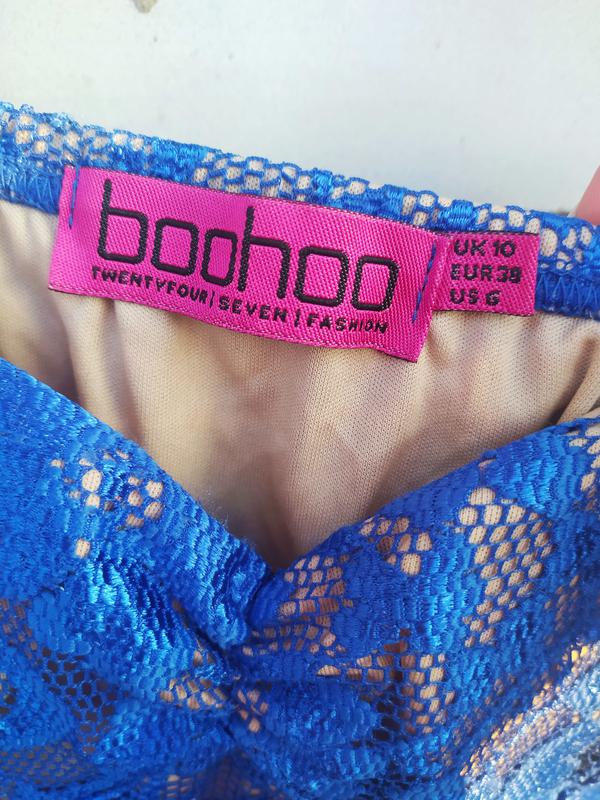 boohoo
TWENTYFOUR | SEVEN | FASHION
UK 10
EUR 38
US 6